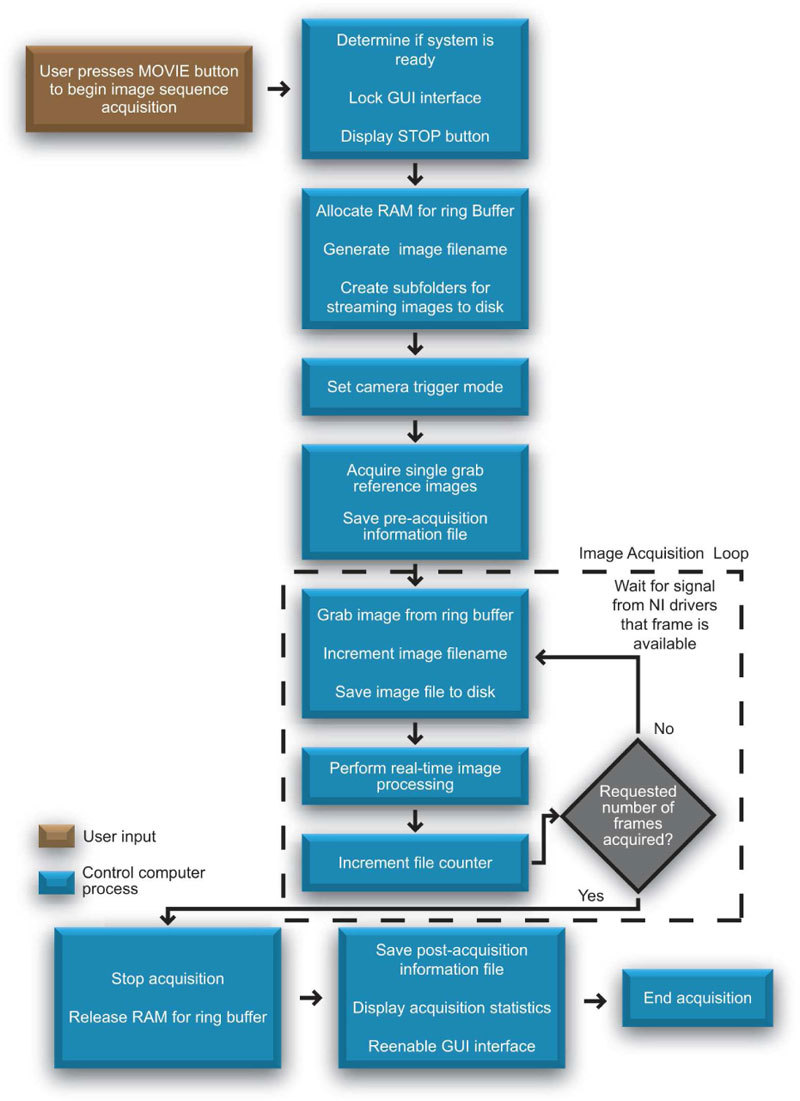 User presses MOVIE button
to begin image sequence
acquisition
Determine if system is
ready
Lock GUI interface
Display STOP button
Allocate RAM for ring Buffer
Generate image filename
Create subfolders for
streaming images to disk
Set camera trigger mode
Acquire single grab
reference images
Save pre-acquisition
information file
Image Acquisition Loop
Wait for signal
from NI drivers
that frame is
available
Grab image from ring buffer
Increment image filename
Save image file to disk
No
Perform real-time image
processing
Requested
number of
frames
acquired?
Increment file counter
User input
Control computer
process
Yes
Stop acquisition
Release RAM for ring buffer
Save post-acquisition
information file
Display acquisition statistics
Reenable GUI interface
End acquisition